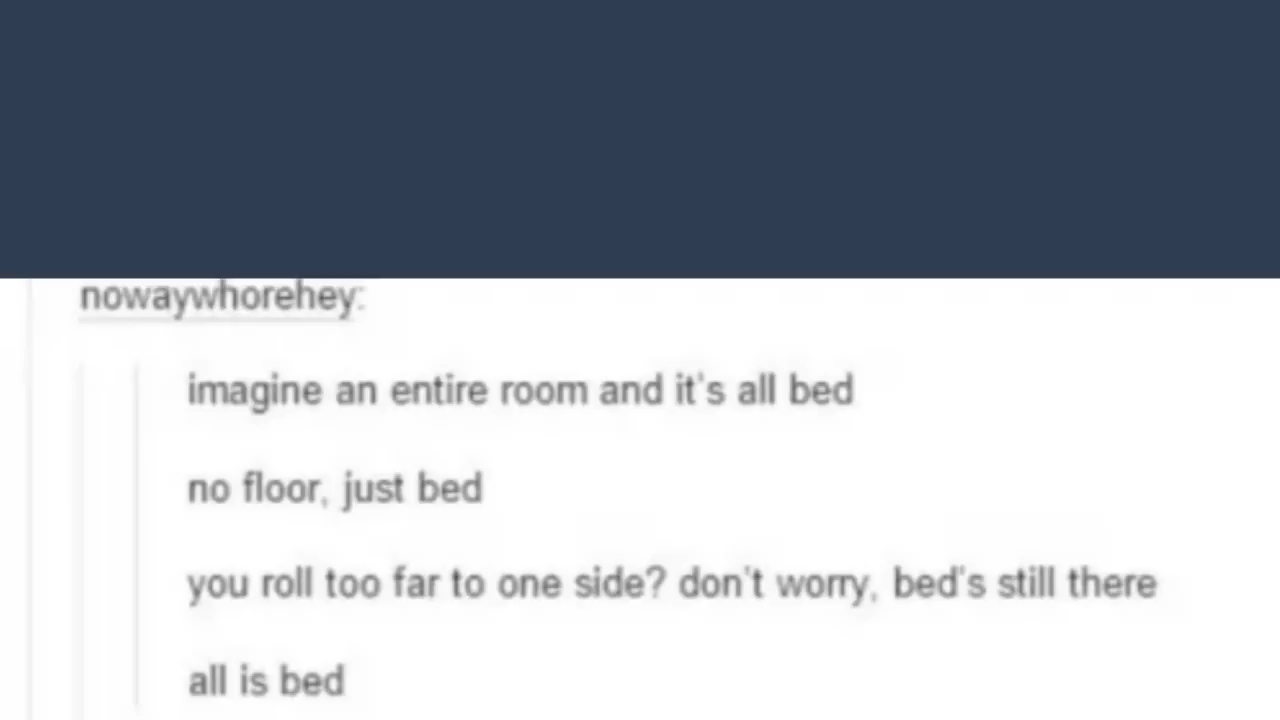 nowaywhorehey:
imagine an entire room and it's all bed
no floor, just bed
you roll too far to one side? don't worry, bed's still there
all is bed